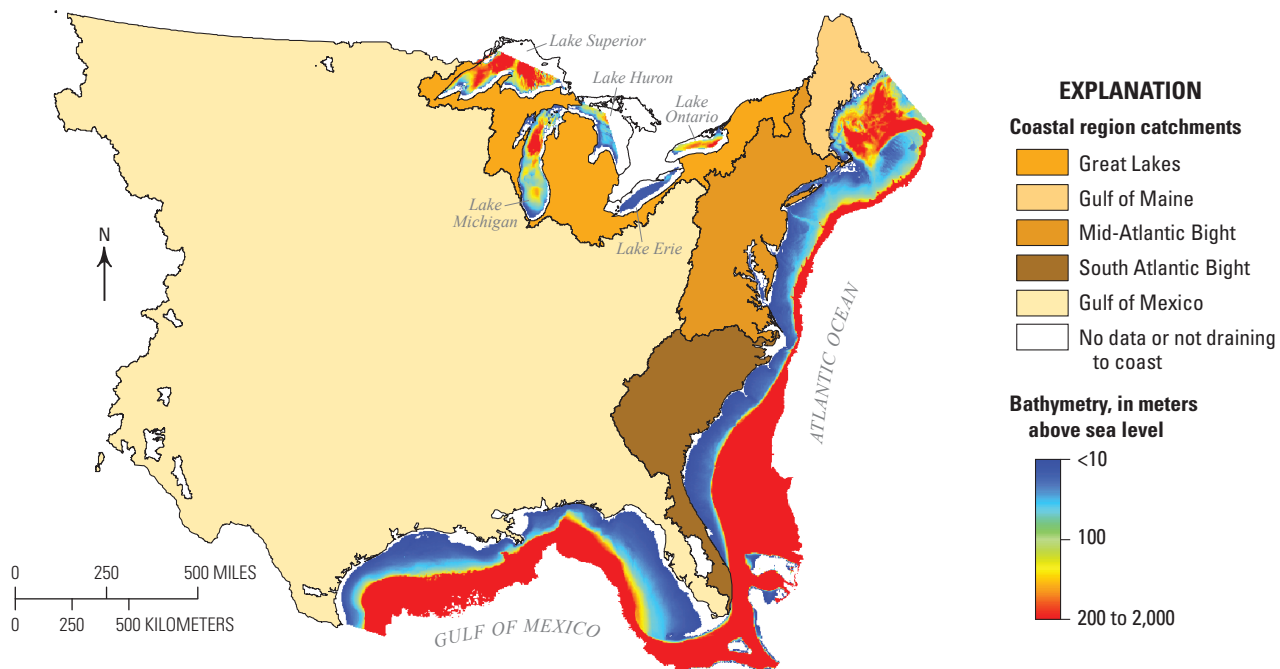 Lake Superior
Lake Huron
Lake
Ontario
Lake
Michigan
Lake Erie
N
ATLANTIC OCEAN
GULF OF MEXICO
0 250 500 MILES
0 250 500 KILOMETERS
EXPLANATION
Coastal region catchments
Great Lakes
Gulf of Maine
Mid-Atlantic Bight
South Atlantic Bight
Gulf of Mexico
No data or not draining
to coast
Bathymetry, in meters
above sea level
<10
100
200 to 2,000